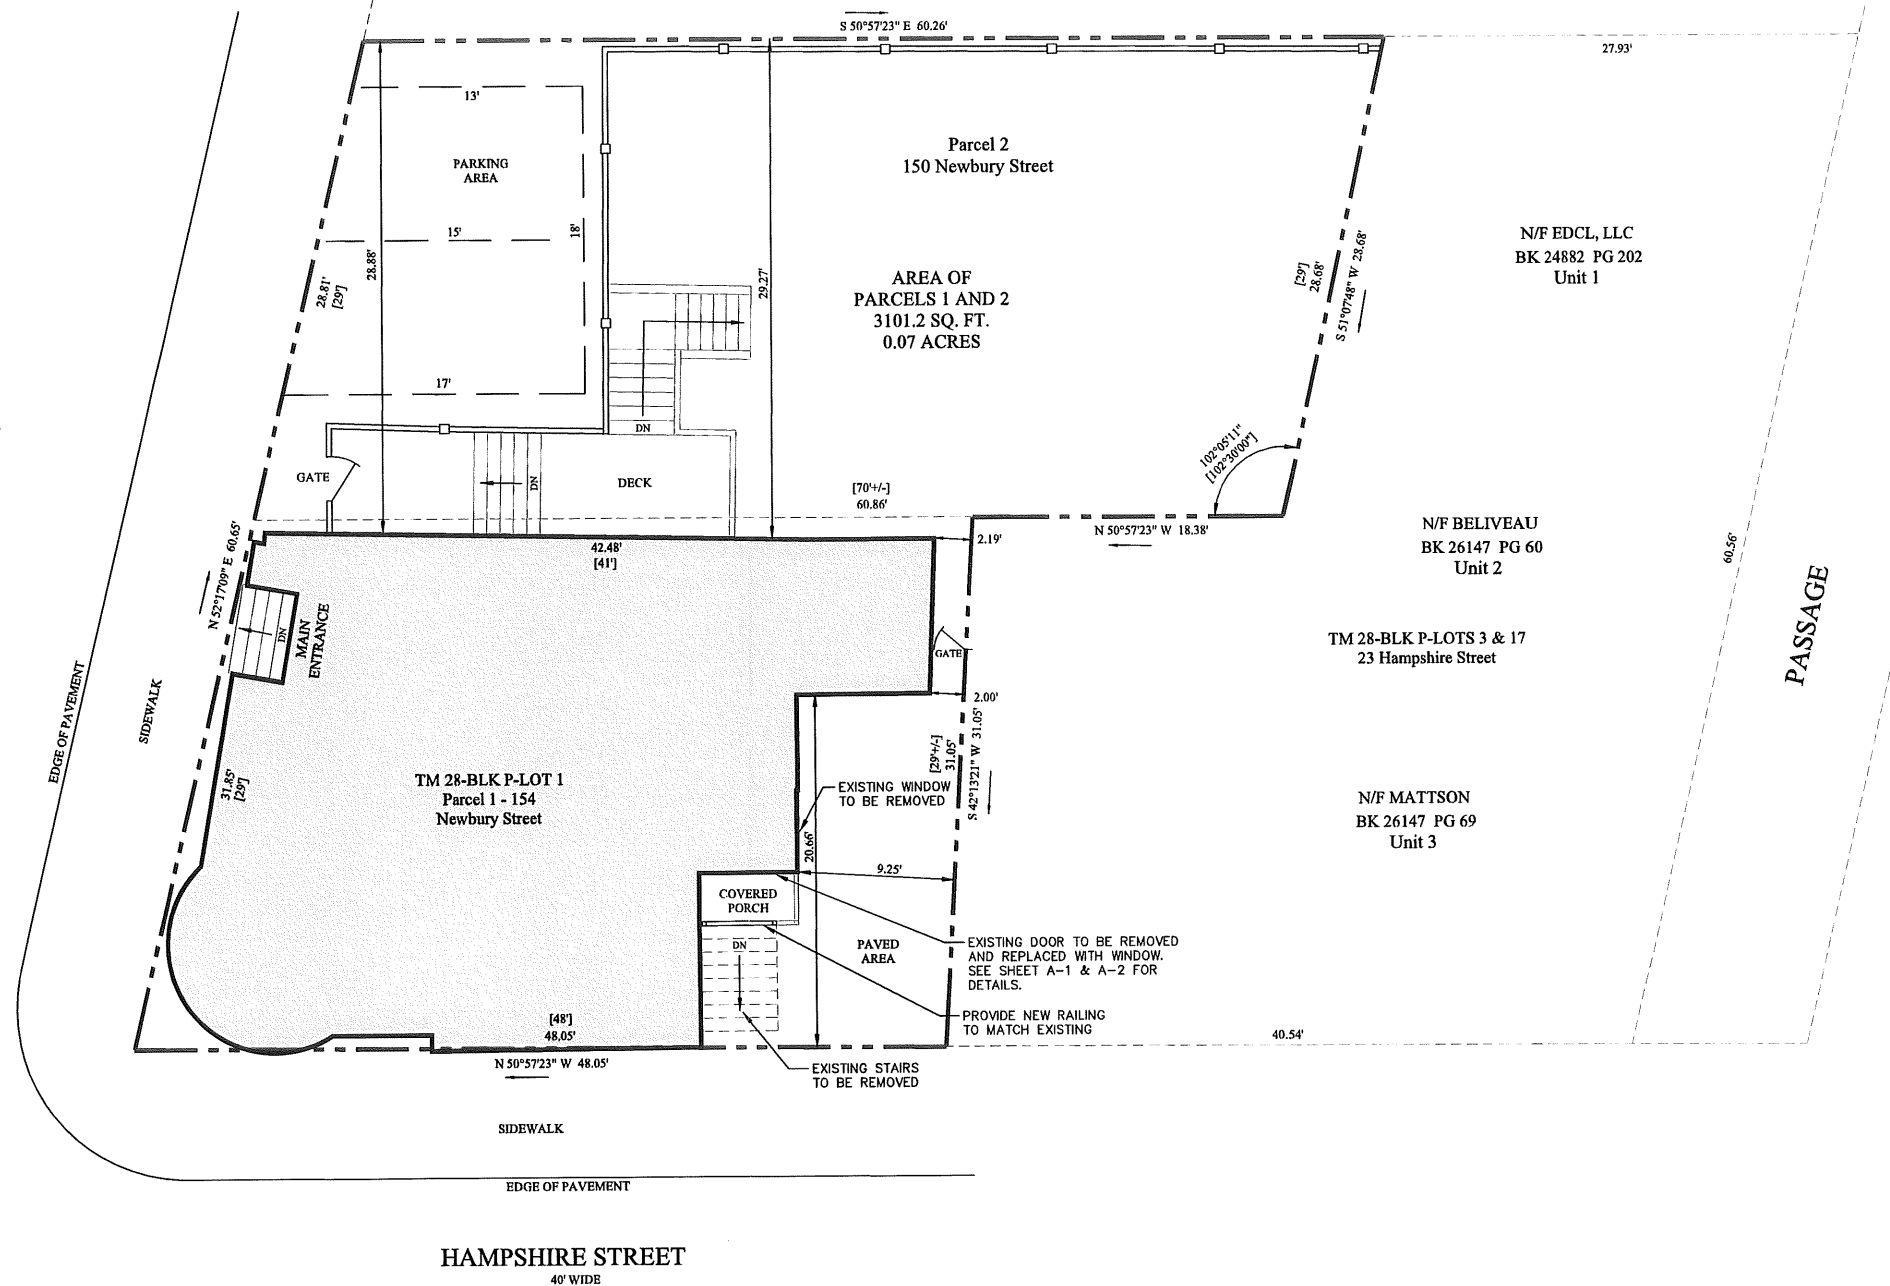 S 50°57'23" E 60.26'
27.93'
13'
PARKING
AREA
15'
18'
17'
28.81'
[29']
28.88'
29.27'
Parcel 2
150 Newbury Street
AREA OF
PARCELS 1 AND 2
3101.2 SQ. FT.
0.07 ACRES
[29']
28.68'
S 51°07'48" W 28.68'
N/F EDCL, LLC
BK 24882 PG 202
Unit 1
102°05'11"
[102°30'00"]
DN
GATE
DN
DECK
[70'+/-]
60.86'
N 50°57'23" W 18.38'
N/F BELIVEAU
BK 26147 PG 60
Unit 2
60.56'
PASSAGE
42.48'
[41']
2.19'
N 52°17'09" E 60.65'
DN
MAIN
ENTRANCE
GATE
2.00'
TM 28-BLK P-LOTS 3 & 17
23 Hampshire Street
EDGE OF PAVEMENT
SIDEWALK
31.85'
[29']
TM 28-BLK P-LOT 1
Parcel 1 - 154
Newbury Street
EXISTING WINDOW
TO BE REMOVED
20.66'
[29'+/-]
31.05'
S 42°13'21" W 31.05'
N/F MATTSON
BK 26147 PG 69
Unit 3
9.25'
COVERED
PORCH
DN
PAVED
AREA
EXISTING DOOR TO BE REMOVED
AND REPLACED WITH WINDOW.
SEE SHEET A-1 & A-2 FOR
DETAILS.
PROVIDE NEW RAILING
TO MATCH EXISTING
[48']
48.05'
40.54'
N 50°57'23" W 48.05'
EXISTING STAIRS
TO BE REMOVED
SIDEWALK
EDGE OF PAVEMENT
HAMPSHIRE STREET
40' WIDE